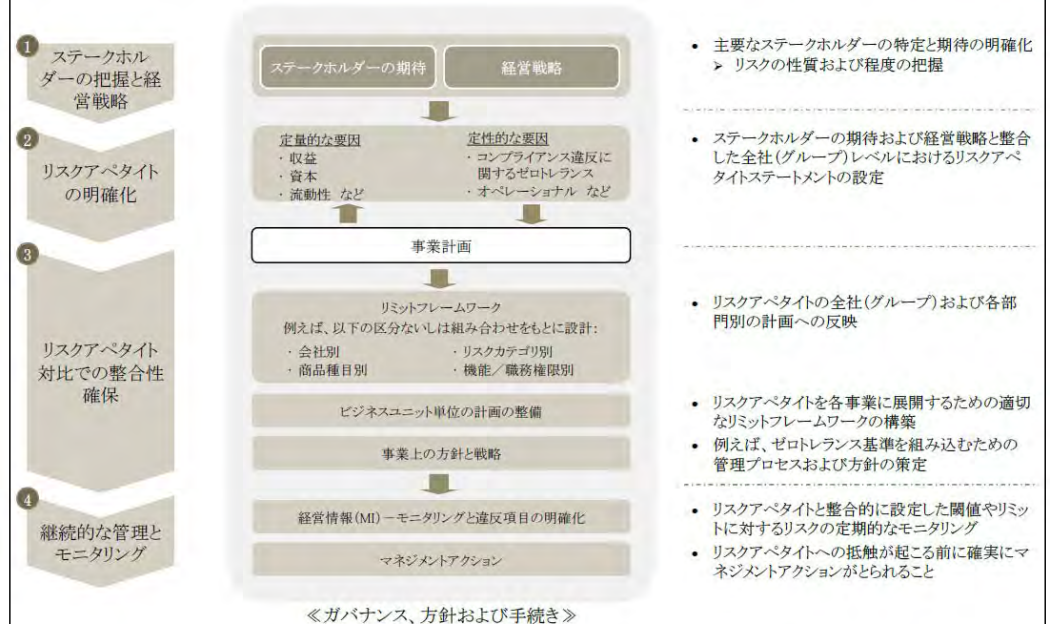 1
ステークホル
ダーの把握と経
営戦略
ステークホルダーの期待
経営戦略
• 主要なステークホルダーの特定と期待の明確化
➢ リスクの性質および程度の把握
2
リスクアペタイト
の明確化
定量的な要因
・収益
・資本
・流動性 など
定性的な要因
・コンプライアンス違反に
関するゼロトレランス
・オペレーショナル など
• ステークホルダーの期待および経営戦略と整合
した全社(グループ)レベルにおけるリスクアペ
タイトステートメントの設定
3
リスクアペタイト
対比での整合性
確保
事業計画
リミットフレームワーク
例えば、以下の区分ないしは組み合わせをもとに設計:
・会社別
・リスクカテゴリ別
・商品種目別
・機能/職務権限別
ビジネスユニット単位の計画の整備
事業上の方針と戦略
• リスクアペタイトの全社(グループ)および各部
門別の計画への反映
• リスクアペタイトを各事業に展開するための適切
なリミットフレームワークの構築
• 例えば、ゼロトレランス基準を組み込むための
管理プロセスおよび方針の策定
4
継続的な管理と
モニタリング
経営情報(MI)-モニタリングと違反項目の明確化
マネジメントアクション
• リスクアペタイトと整合的に設定した閾値やリミッ
トに対するリスクの定期的なモニタリング
• リスクアペタイトへの抵触が起こる前に確実にマ
ネジメントアクションがとられること
≪ガバナンス、方針および手続き≫